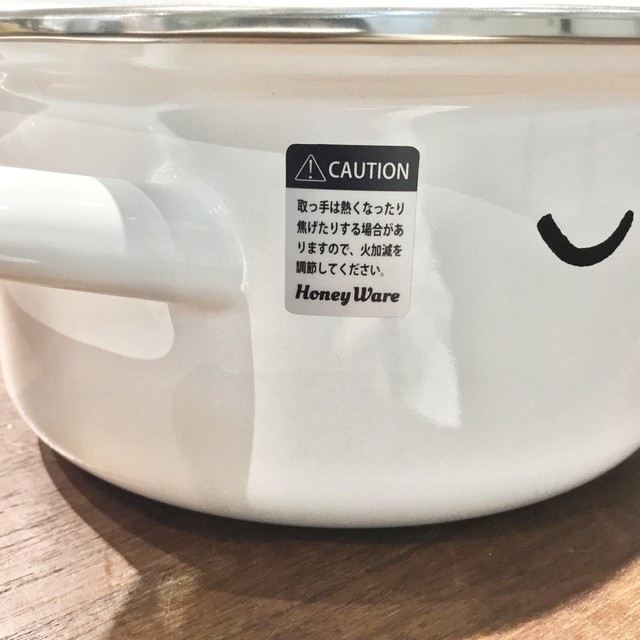 CAUTION
取っ手は熱くなったり
焦げたりする場合があ
りますので、火加減を
調節してください。
Honey Ware